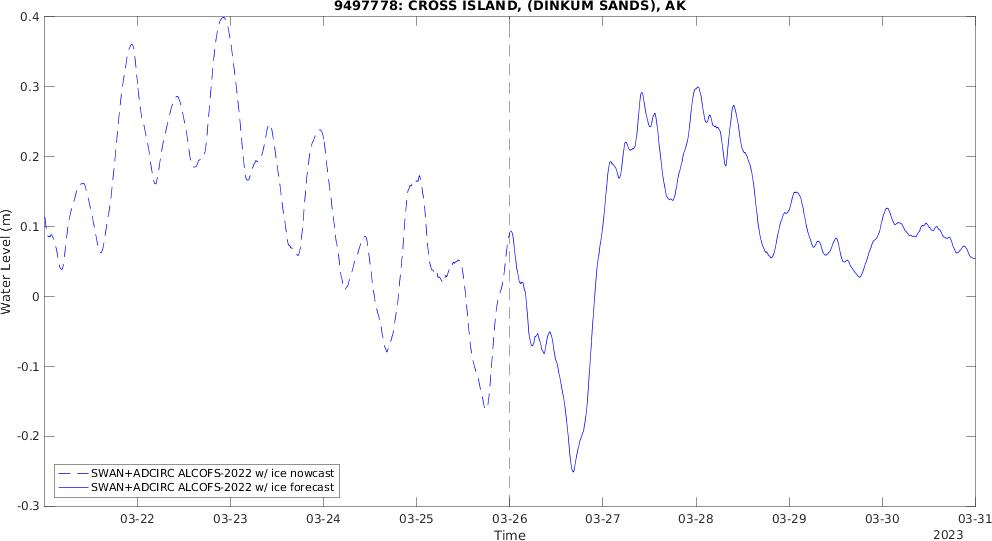 9497778: CROSS ISLAND, (DINKUM SANDS), AK
0.4
0.3
0.2
0.1
0
-0.1
-0.2
-0.3
Water Level (m)
SWAN+ADCIRC ALCOFS-2022 w/ ice nowcast
SWAN+ADCIRC ALCOFS-2022 w/ ice forecast
03-22 03-23 03-24 03-25 03-26 03-27 03-28 03-29 03-30 03-31
Time
2023